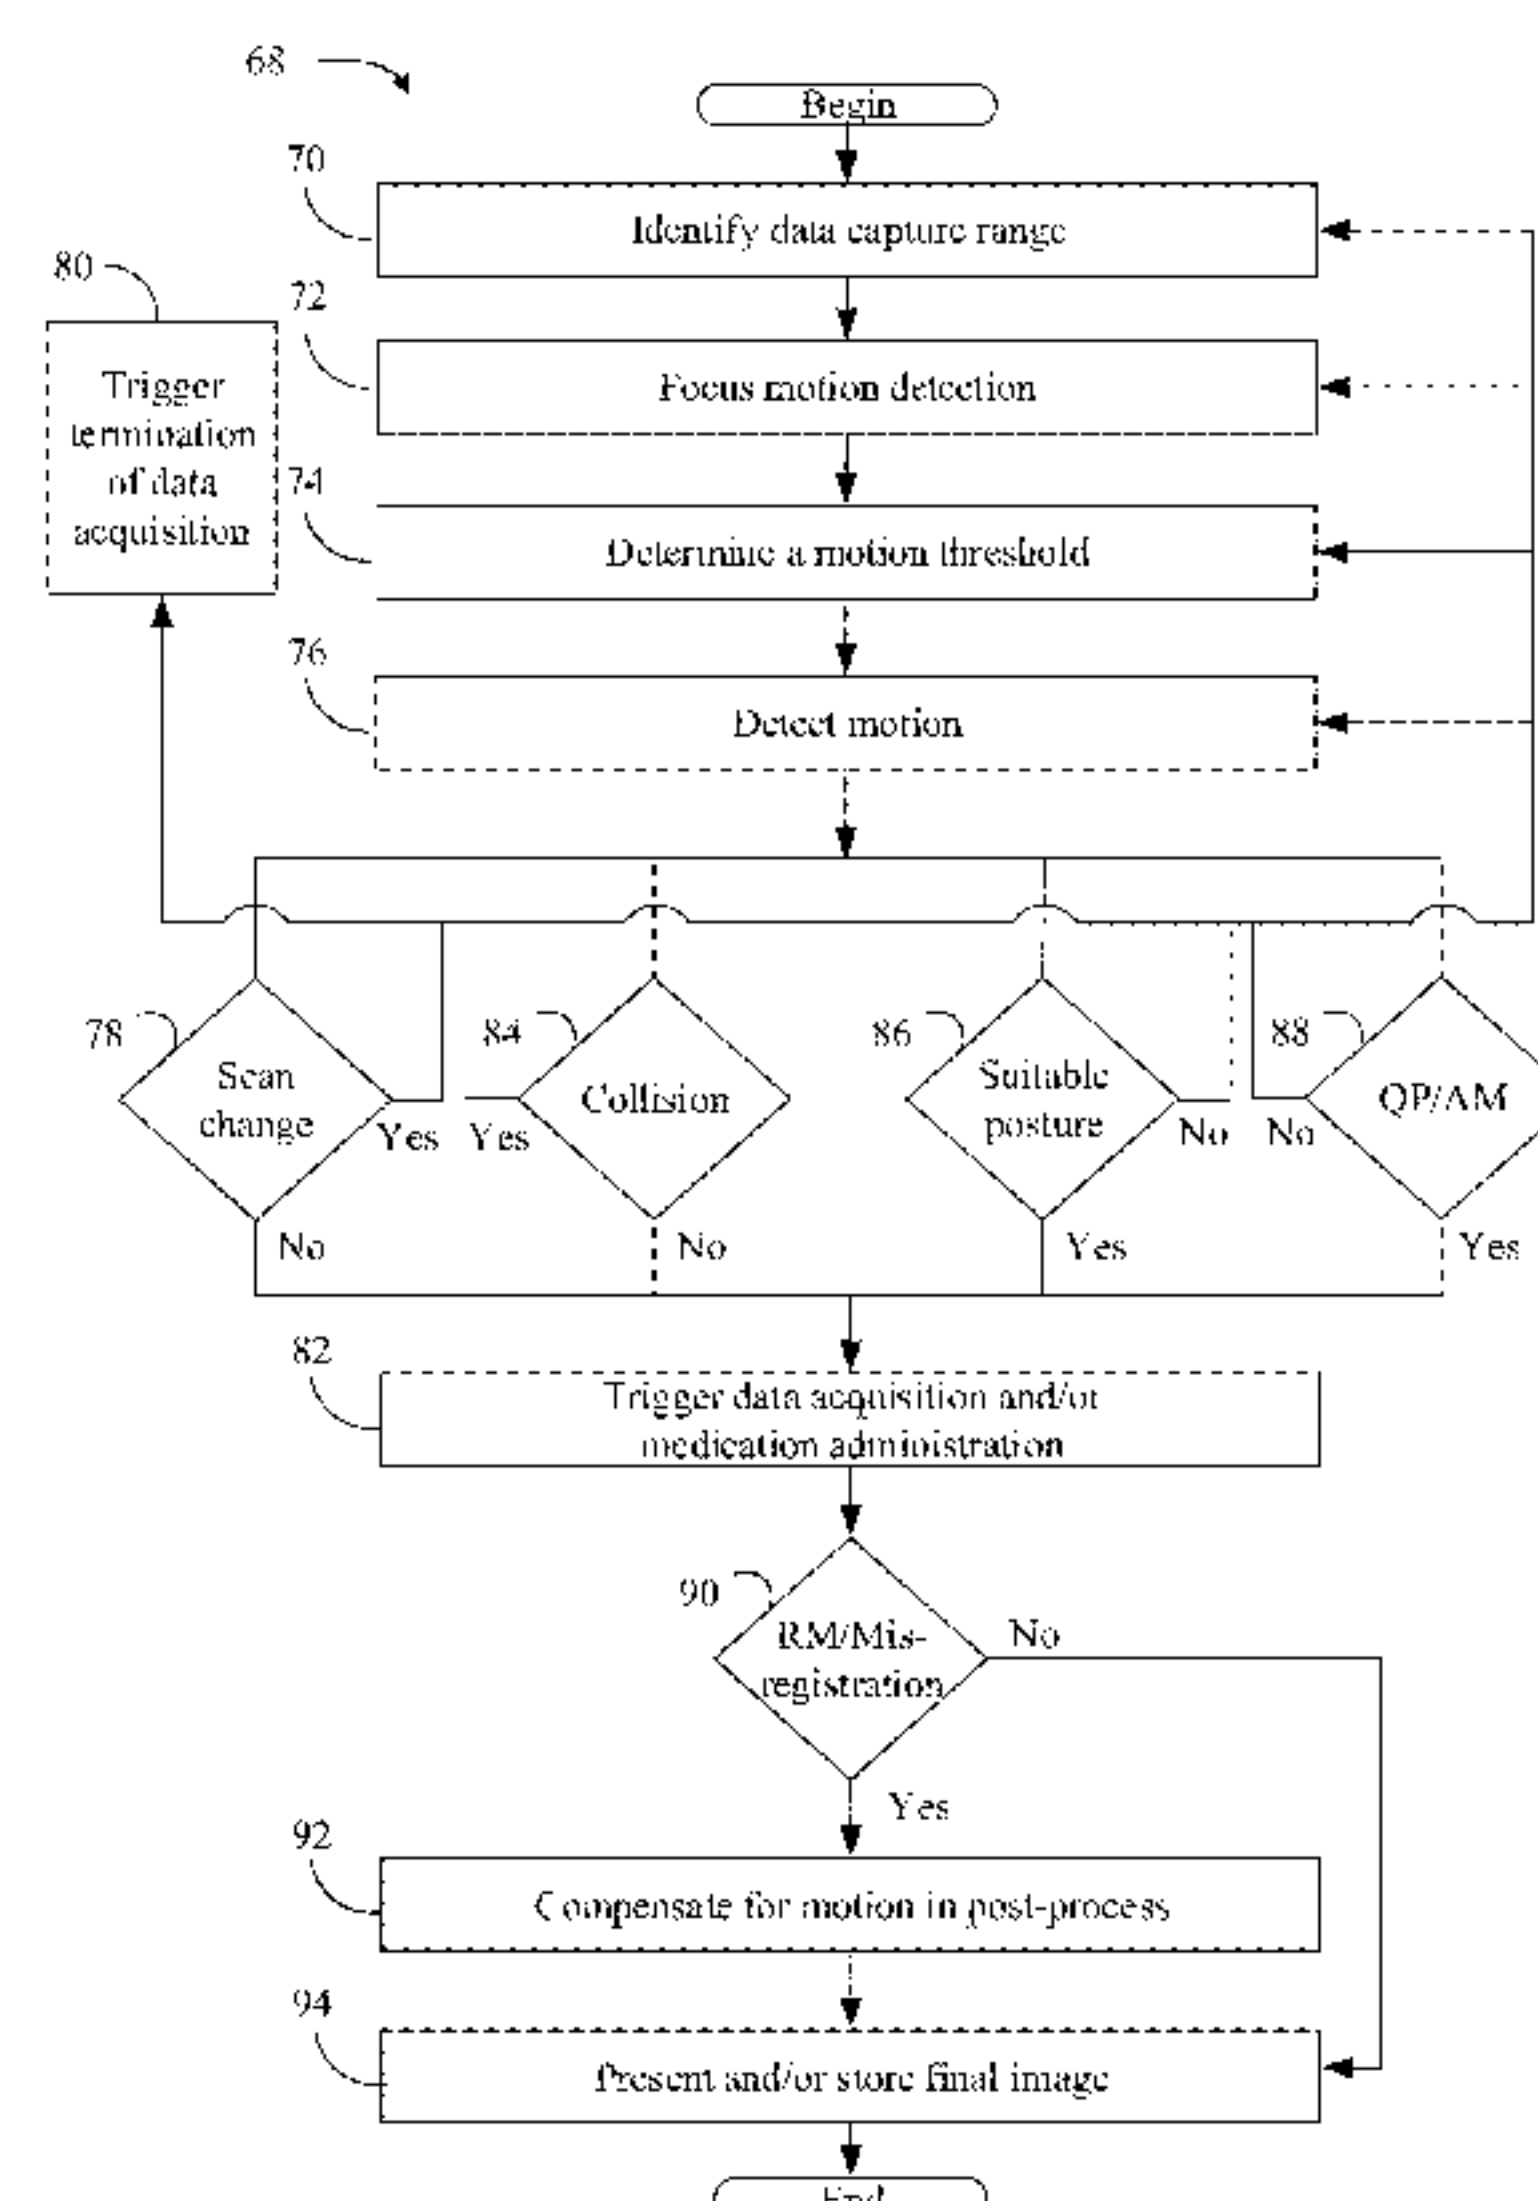 68
Begin
70
Identify data capture range
80
72
Focus motion detection
Trigger
termination
of data
acquisition
74
Determine a motion threshold
76
Detect motion
78
Scan
change
Yes
No
84
Collision
Yes
No
86
Suitable
posture
No
Yes
88
QP/AM
No
Yes
82
Trigger data acquisition and/or
medication administration
90
RM/Mis-
registration
No
Yes
92
Compensate for motion in post-process
94
Present and/or store final image
End